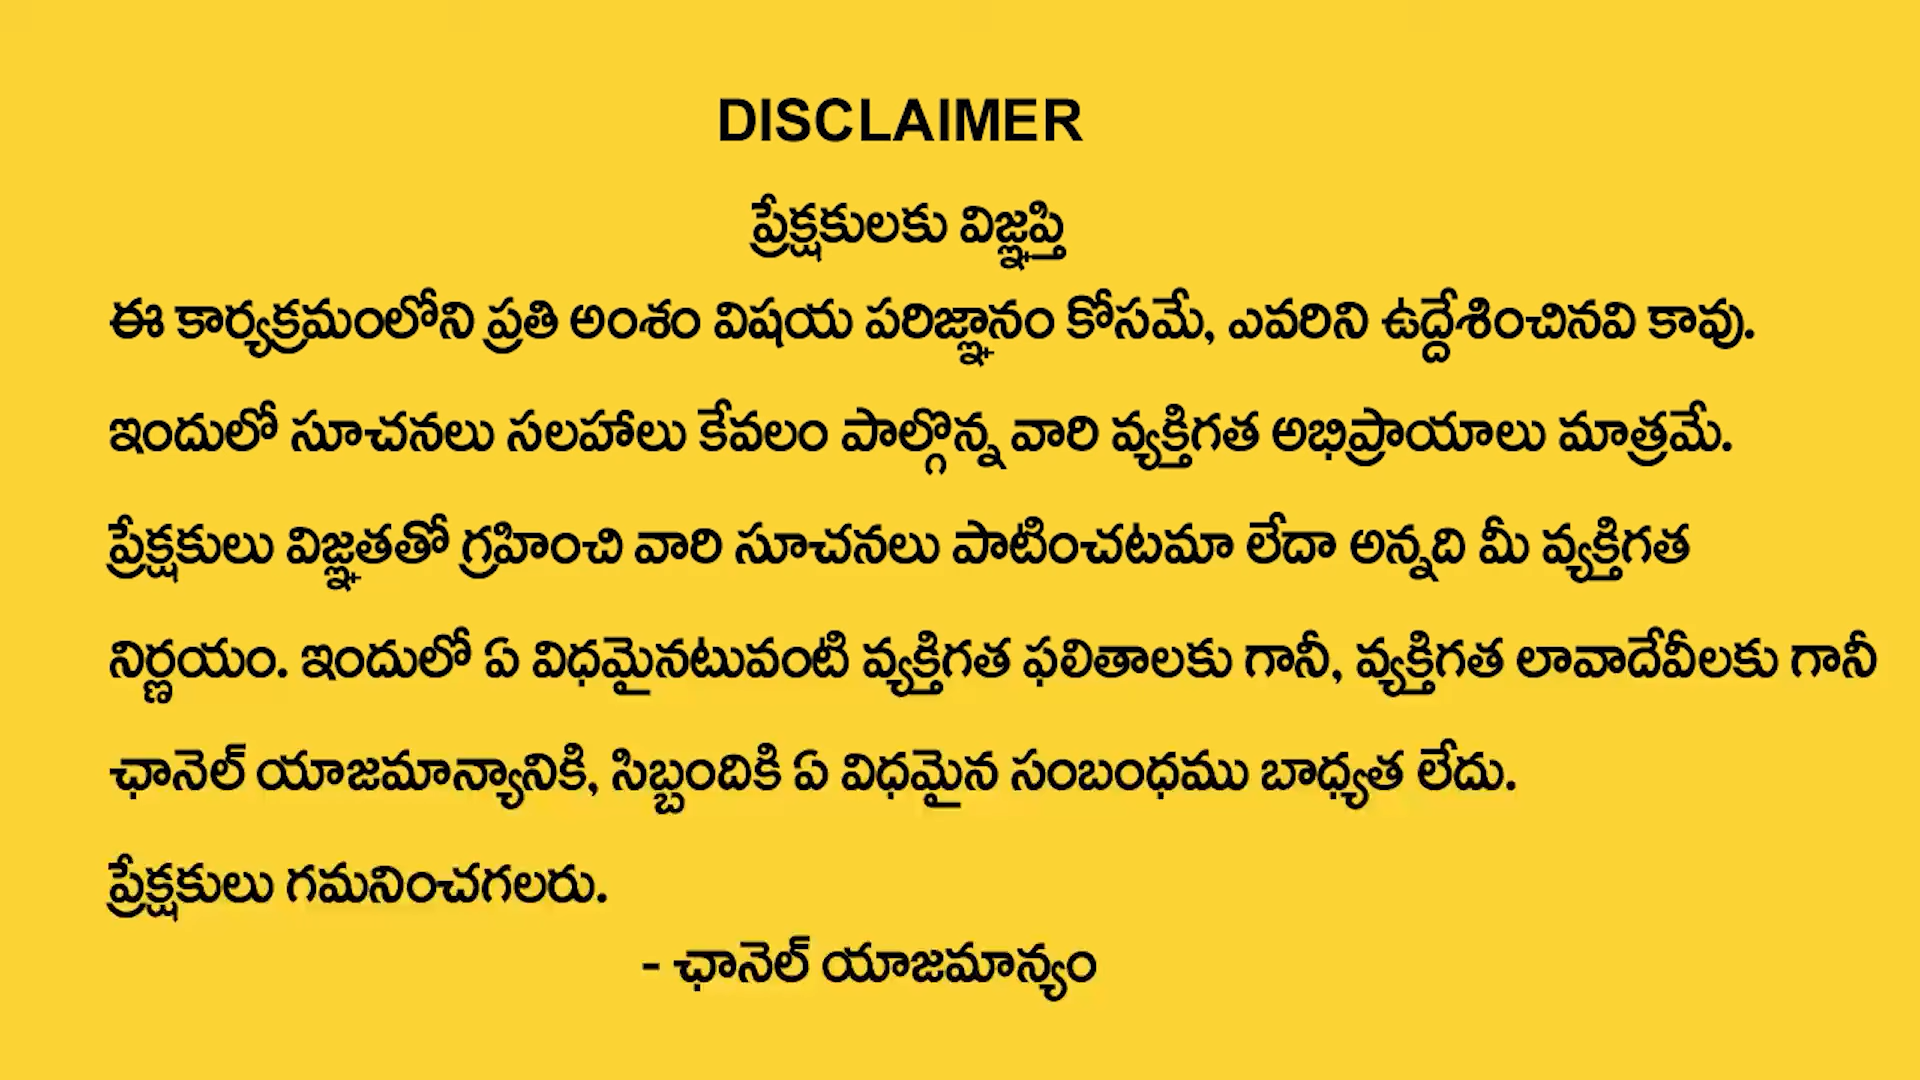 DISCLAIMER
ప్రేక్షకులకు విజ్ఞప్తి
ఈ కార్యక్రమంలోని ప్రతి అంశం విషయ పరిజ్ఞానం కోసమే, ఎవరిని ఉద్దేశించినవి కావు.
ఇందులో సూచనలు సలహాలు కేవలం పాల్గొన్న వారి వ్యక్తిగత అభిప్రాయాలు మాత్రమే.
ప్రేక్షకులు విజ్ఞతతో గ్రహించి వారి సూచనలు పాటించటమా లేదా అన్నది మీ వ్యక్తిగత
నిర్ణయం. ఇందులో ఏ విధమైనటువంటి వ్యక్తిగత ఫలితాలకు గానీ, వ్యక్తిగత లావాదేవీలకు గానీ
ఛానెల్ యాజమాన్యానికి, సిబ్బందికి ఏ విధమైన సంబంధము బాధ్యత లేదు.
ప్రేక్షకులు గమనించగలరు.
- ఛానెల్ యాజమాన్యం